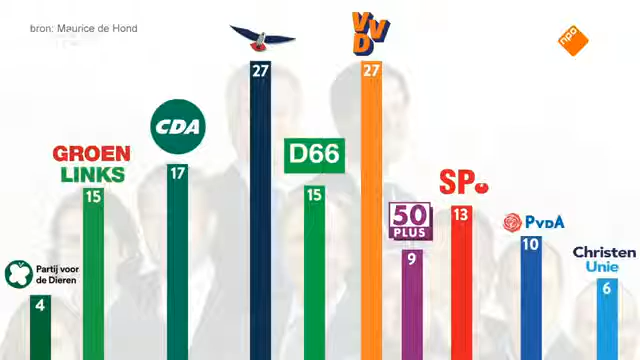 bron: Maurice de Hond
npo
VVD
27
27
CDA
17
GROEN
LINKS
15
D66
15
50
PLUS
9
SP
13
PvdA
10
Christen
Unie
6
Partij voor
de Dieren
4